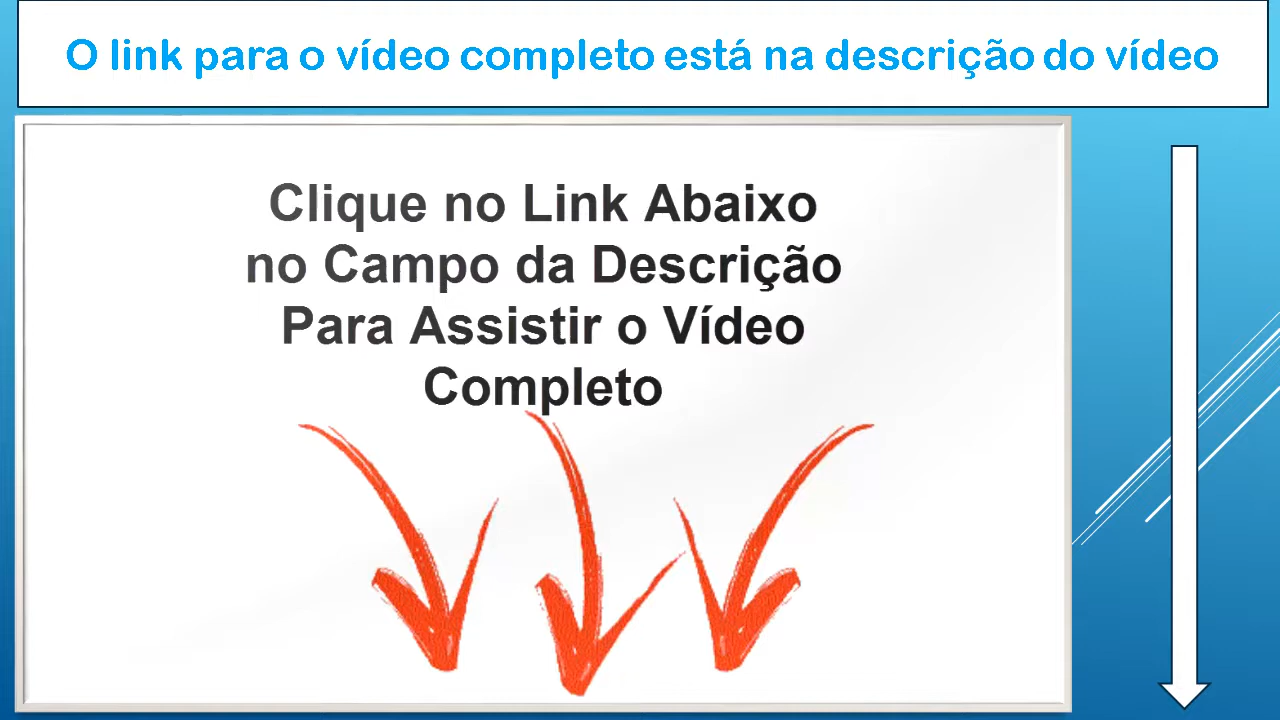 O link para o vídeo completo está na descrição do vídeo
Clique no Link Abaixo
no Campo da Descrição
Para Assistir o Vídeo
Completo